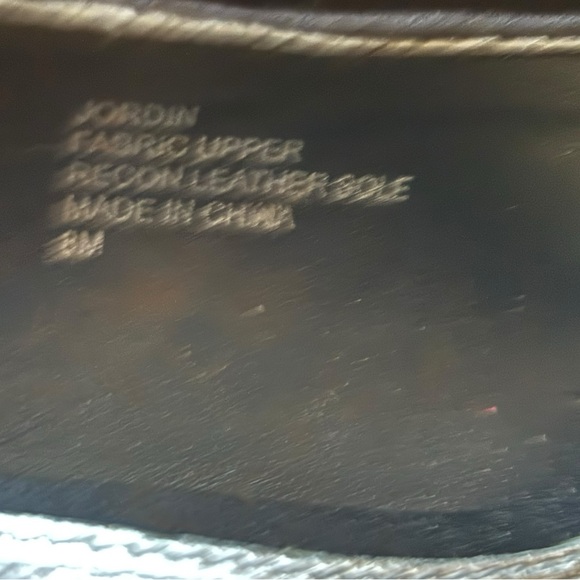 JORDIN
FABRIC UPPER
RECON LEATHER SOLE
MADE IN CHINA
8M